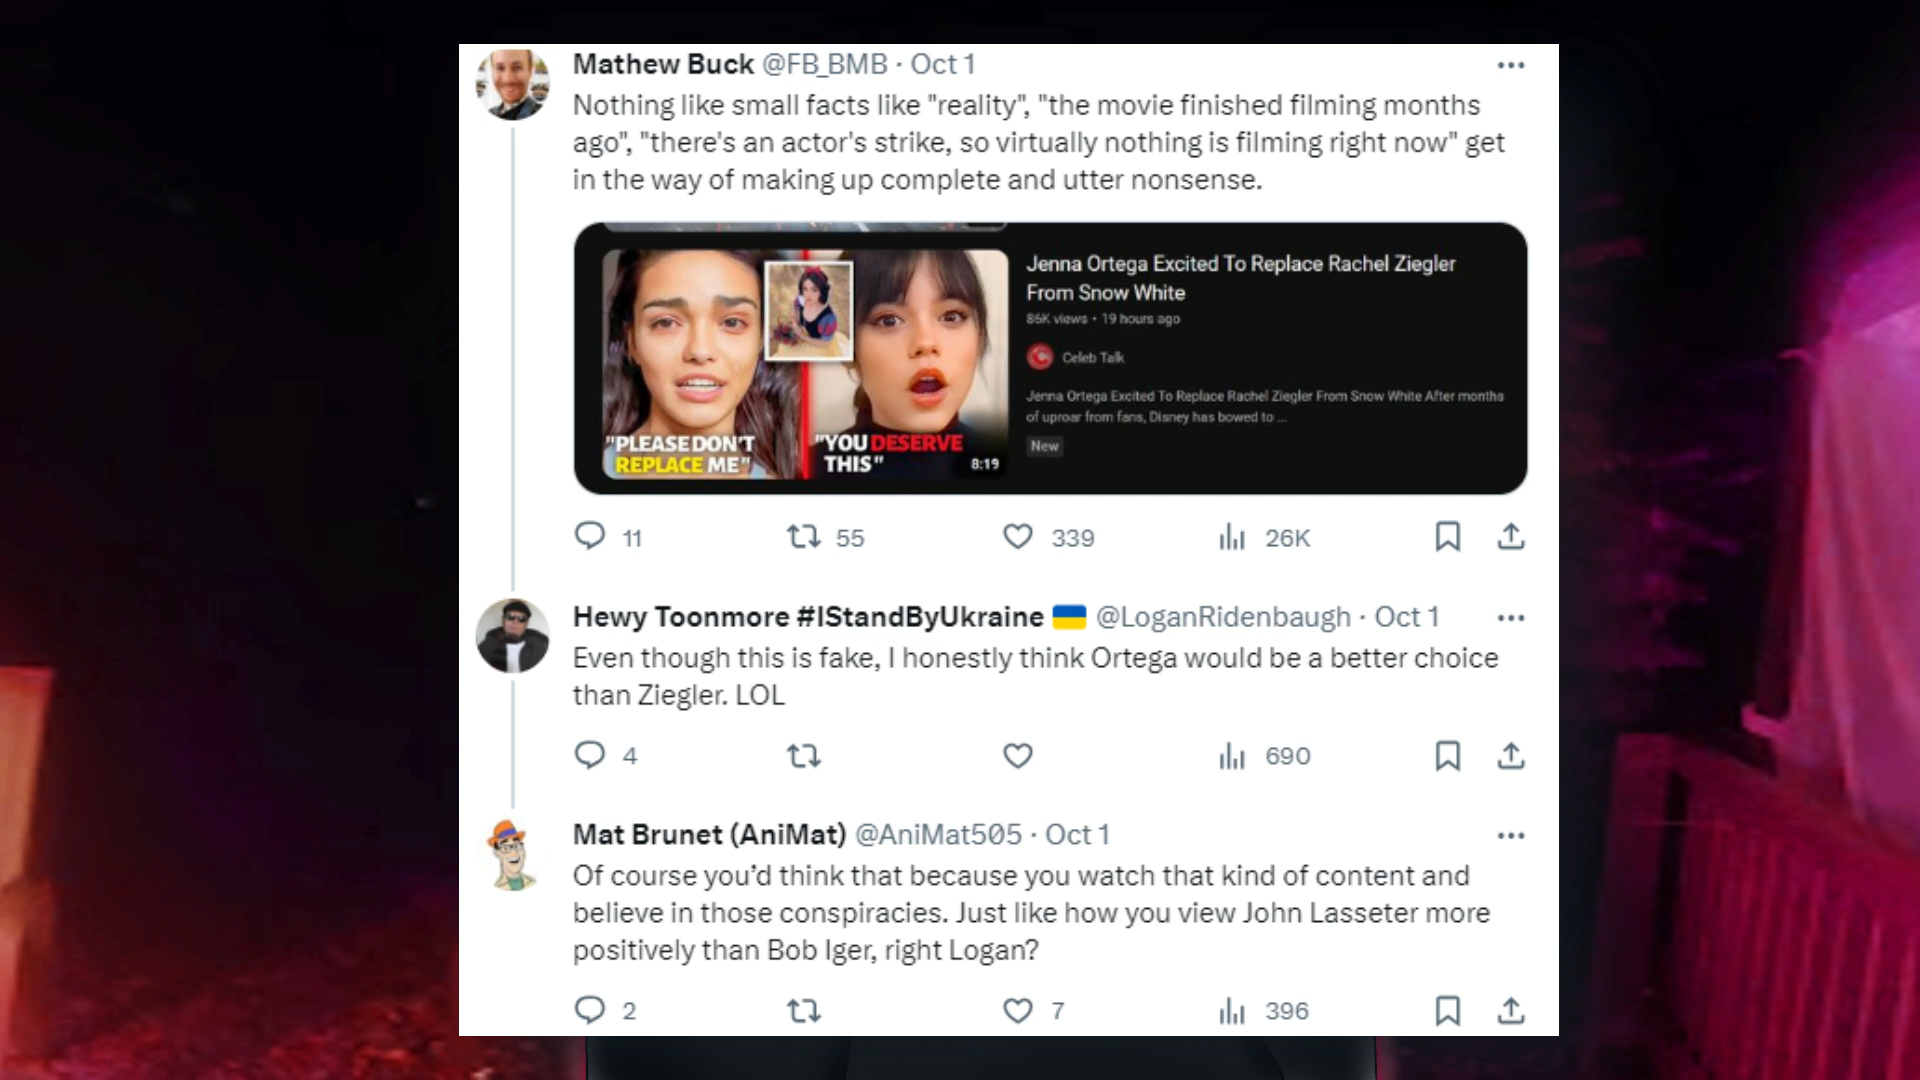 Mathew Buck @FB_BMB · Oct 1
Nothing like small facts like "reality", "the movie finished filming months
ago", "there's an actor's strike, so virtually nothing is filming right now" get
in the way of making up complete and utter nonsense.
Jenna Ortega Excited To Replace Rachel Ziegler
From Snow White
86K views • 19 hours ago
Celeb Talk
Jenna Ortega Excited To Replace Rachel Ziegler From Snow White After months
of uproar from fans, Disney has bowed to ...
New
"PLEASE DON'T
REPLACE ME"
"YOU DESERVE
THIS"
8:19
11 55 339 26K
Hewy Toonmore #IStandByUkraine 🇺🇦 @LoganRidenbaugh · Oct 1
Even though this is fake, I honestly think Ortega would be a better choice
than Ziegler. LOL
4 690
Mat Brunet (AniMat) @AniMat505 · Oct 1
Of course you’d think that because you watch that kind of content and
believe in those conspiracies. Just like how you view John Lasseter more
positively than Bob Iger, right Logan?
2 7 396